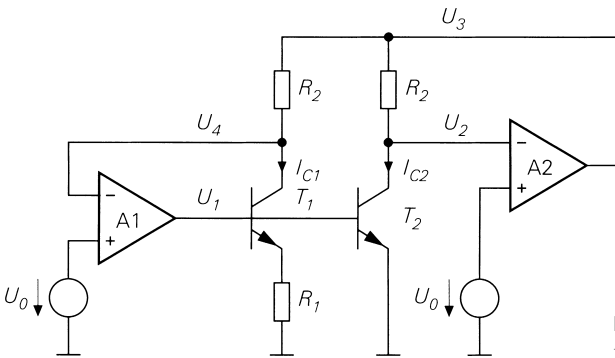 U3
R2
R2
U4
U2
IC1
IC2
A2
−
+
−
+
A1
U1
T1
T2
U0
R1
U0